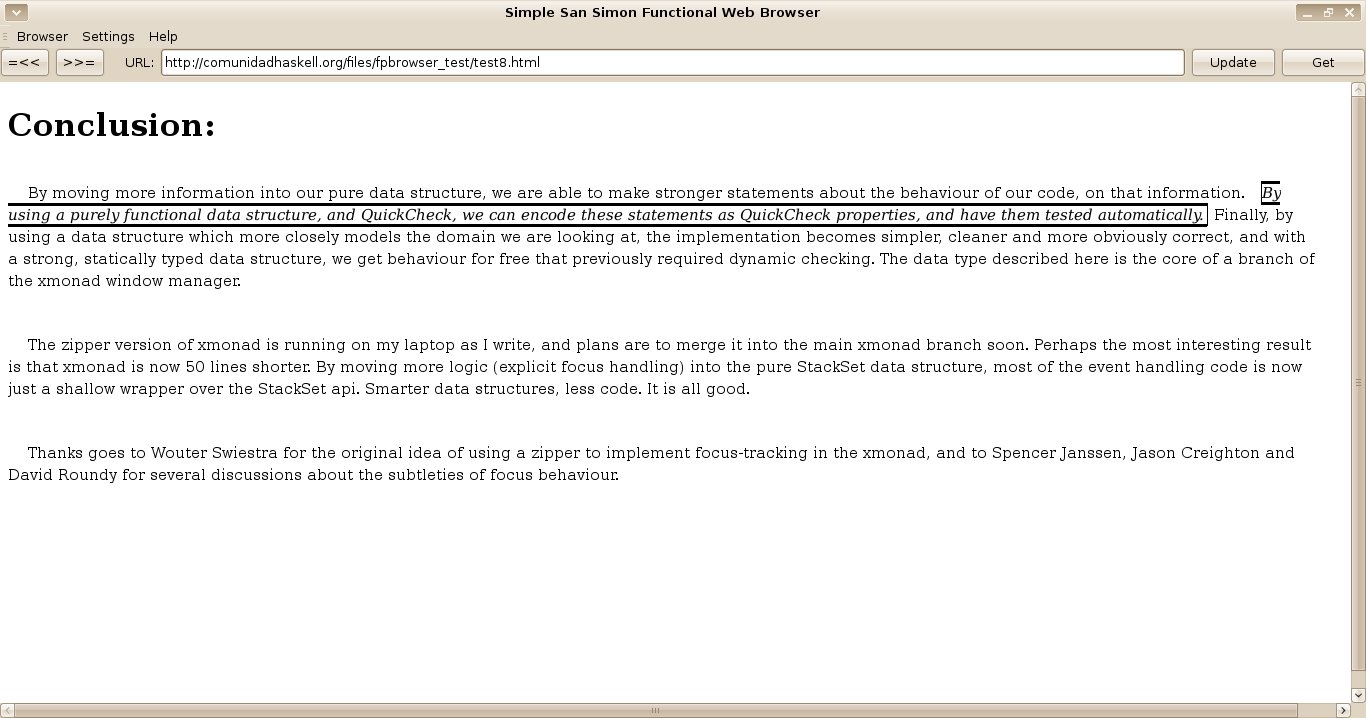 Simple San Simon Functional Web Browser
Browser Settings Help
=<< >>= URL: http://comunidadhaskell.org/files/fpbrowser_test/test8.html Update Get
Conclusion:
By moving more information into our pure data structure, we are able to make stronger statements about the behaviour of our code, on that information. By
using a purely functional data structure, and QuickCheck, we can encode these statements as QuickCheck properties, and have them tested automatically. Finally, by
using a data structure which more closely models the domain we are looking at, the implementation becomes simpler, cleaner and more obviously correct, and with
a strong, statically typed data structure, we get behaviour for free that previously required dynamic checking. The data type described here is the core of a branch of
the xmonad window manager.
The zipper version of xmonad is running on my laptop as I write, and plans are to merge it into the main xmonad branch soon. Perhaps the most interesting result
is that xmonad is now 50 lines shorter. By moving more logic (explicit focus handling) into the pure StackSet data structure, most of the event handling code is now
just a shallow wrapper over the StackSet api. Smarter data structures, less code. It is all good.
Thanks goes to Wouter Swiestra for the original idea of using a zipper to implement focus-tracking in the xmonad, and to Spencer Janssen, Jason Creighton and
David Roundy for several discussions about the subtleties of focus behaviour.